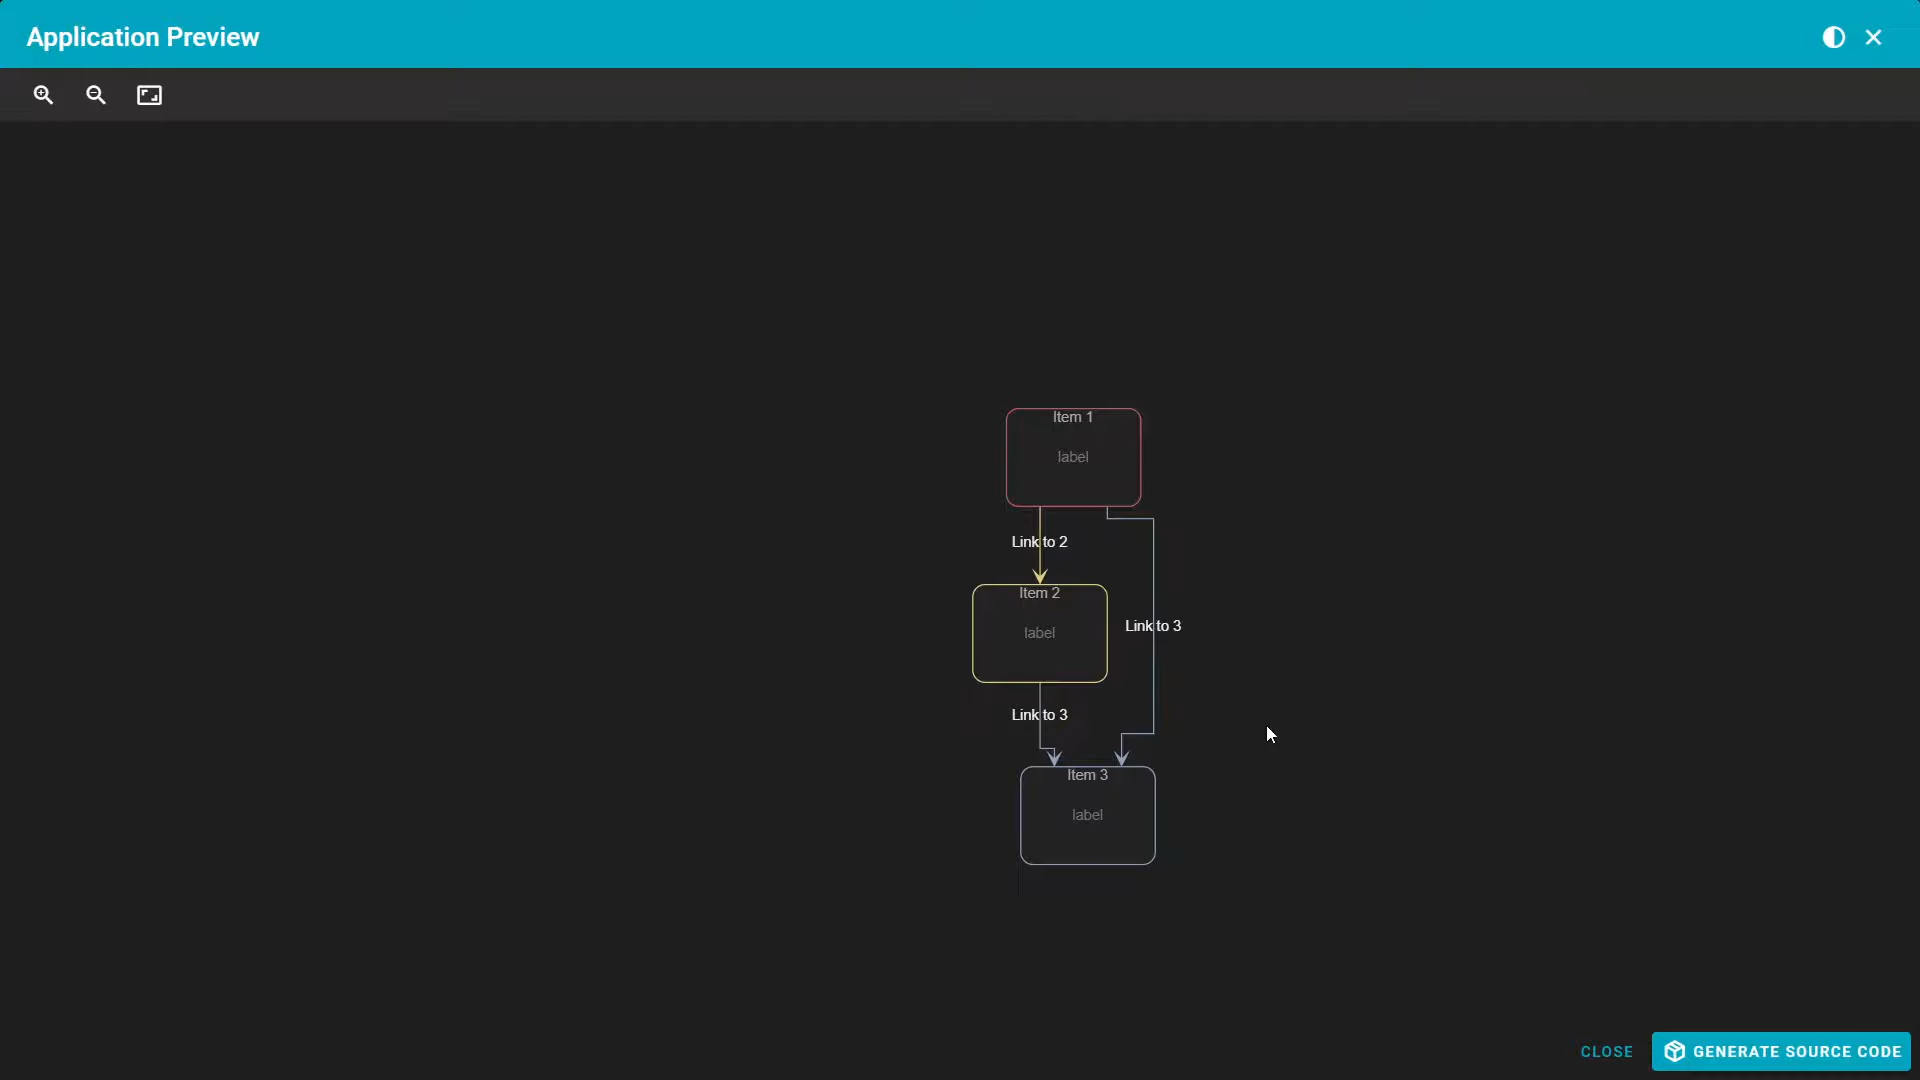 Application Preview
Item 1
label
Link to 2
Item 2
label
Link to 3
Link to 3
Item 3
label
CLOSE
GENERATE SOURCE CODE